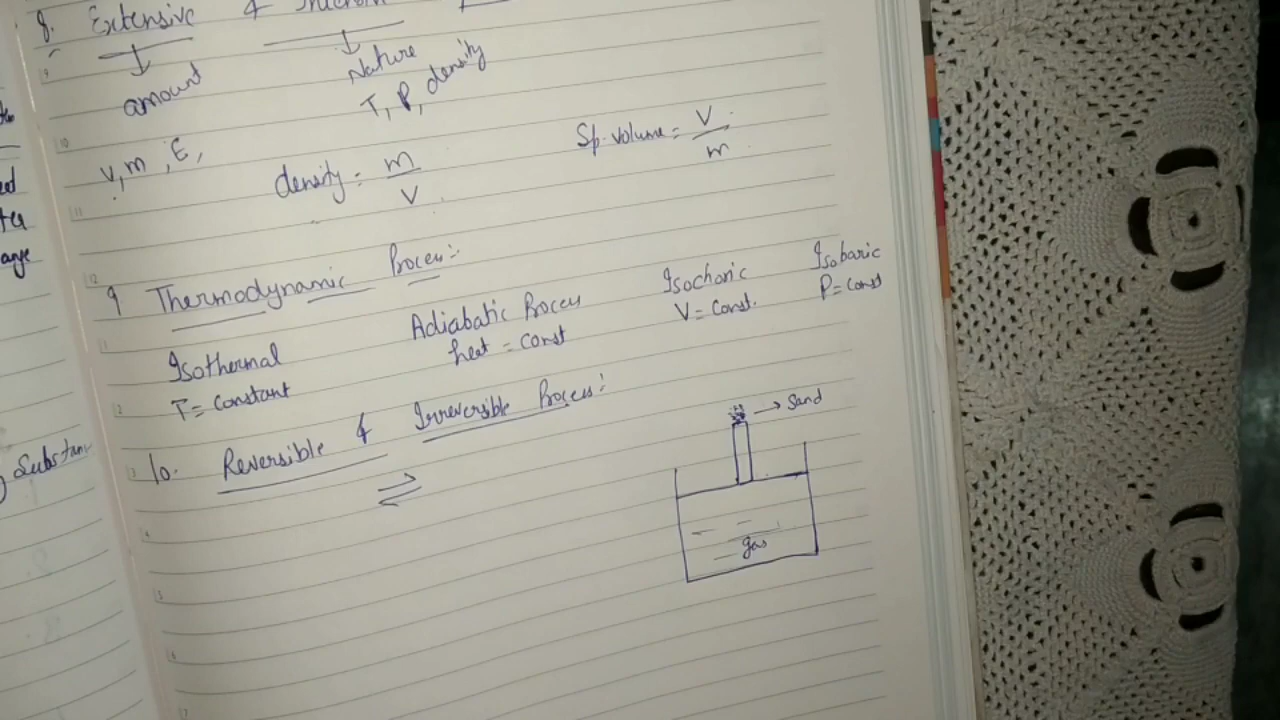 8. Extensive &
amount
Nature
T, P, density
V, m, E,
density = m/V
Sp. volume = V/m
9 Thermodynamic Process:-
Isothermal
T = Constant
Adiabatic Process
heat = const
Isochoric
V = Const.
Isobaric
P = Const
10. Reversible & Irreversible Process:
⇌
→ Sand
gas
Substan